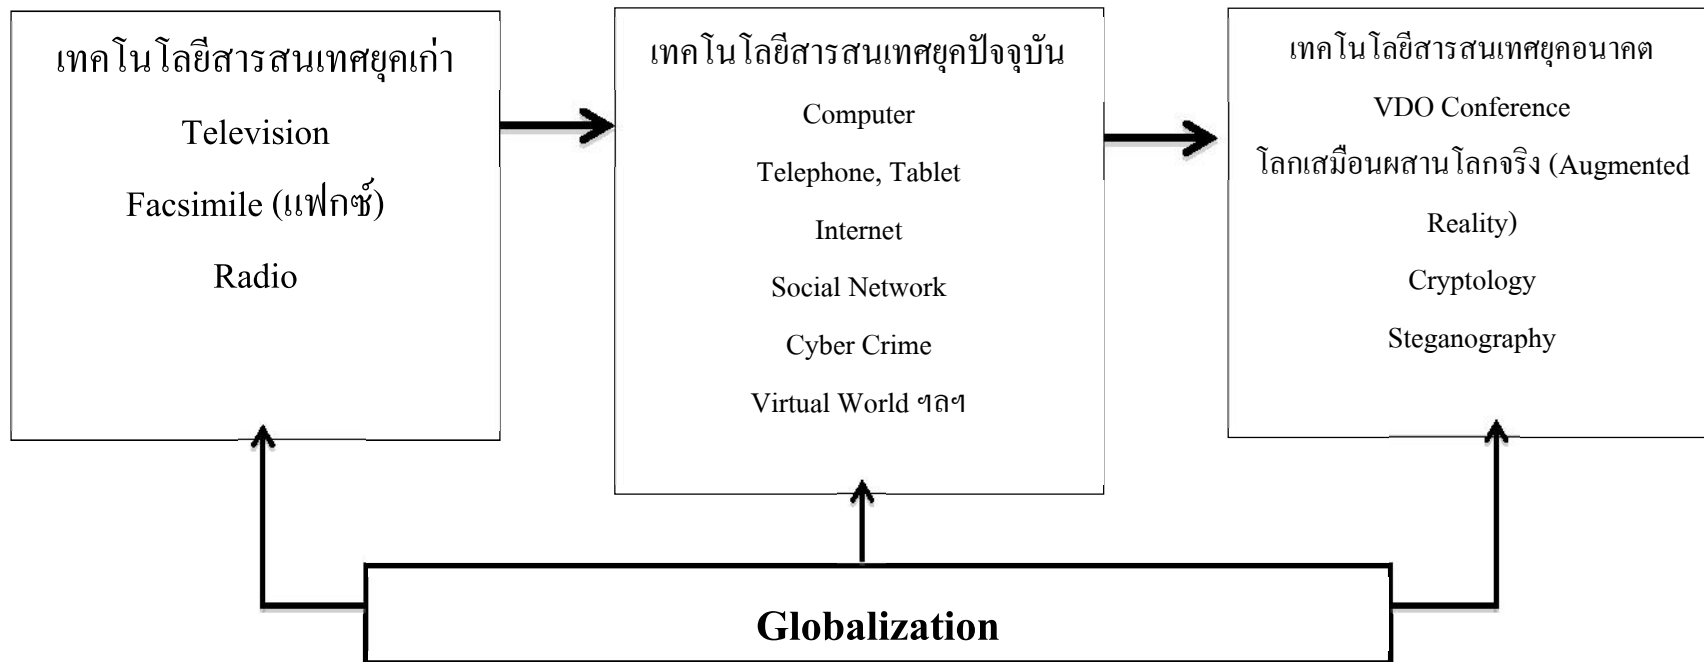 เทคโนโลยีสารสนเทศยุคเก่า
Television
Facsimile (แฟกซ์)
Radio
เทคโนโลยีสารสนเทศยุคปัจจุบัน
Computer
Telephone, Tablet
Internet
Social Network
Cyber Crime
Virtual World ฯลฯ
เทคโนโลยีสารสนเทศยุคอนาคต
VDO Conference
โลกเสมือนผสานโลกจริง (Augmented
Reality)
Cryptology
Steganography
Globalization